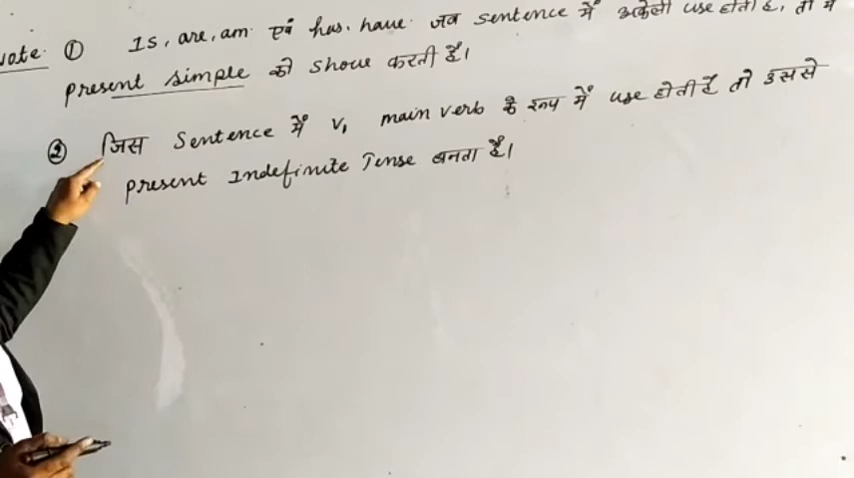 Note. ① Is, are, am एवं has. have जब sentence में अकेली use होती है, तो ये
present simple को show करती हैं।
② जिस Sentence में V₁ main verb के रूप में use होती हैं तो उससे
present Indefinite Tense बनता है।